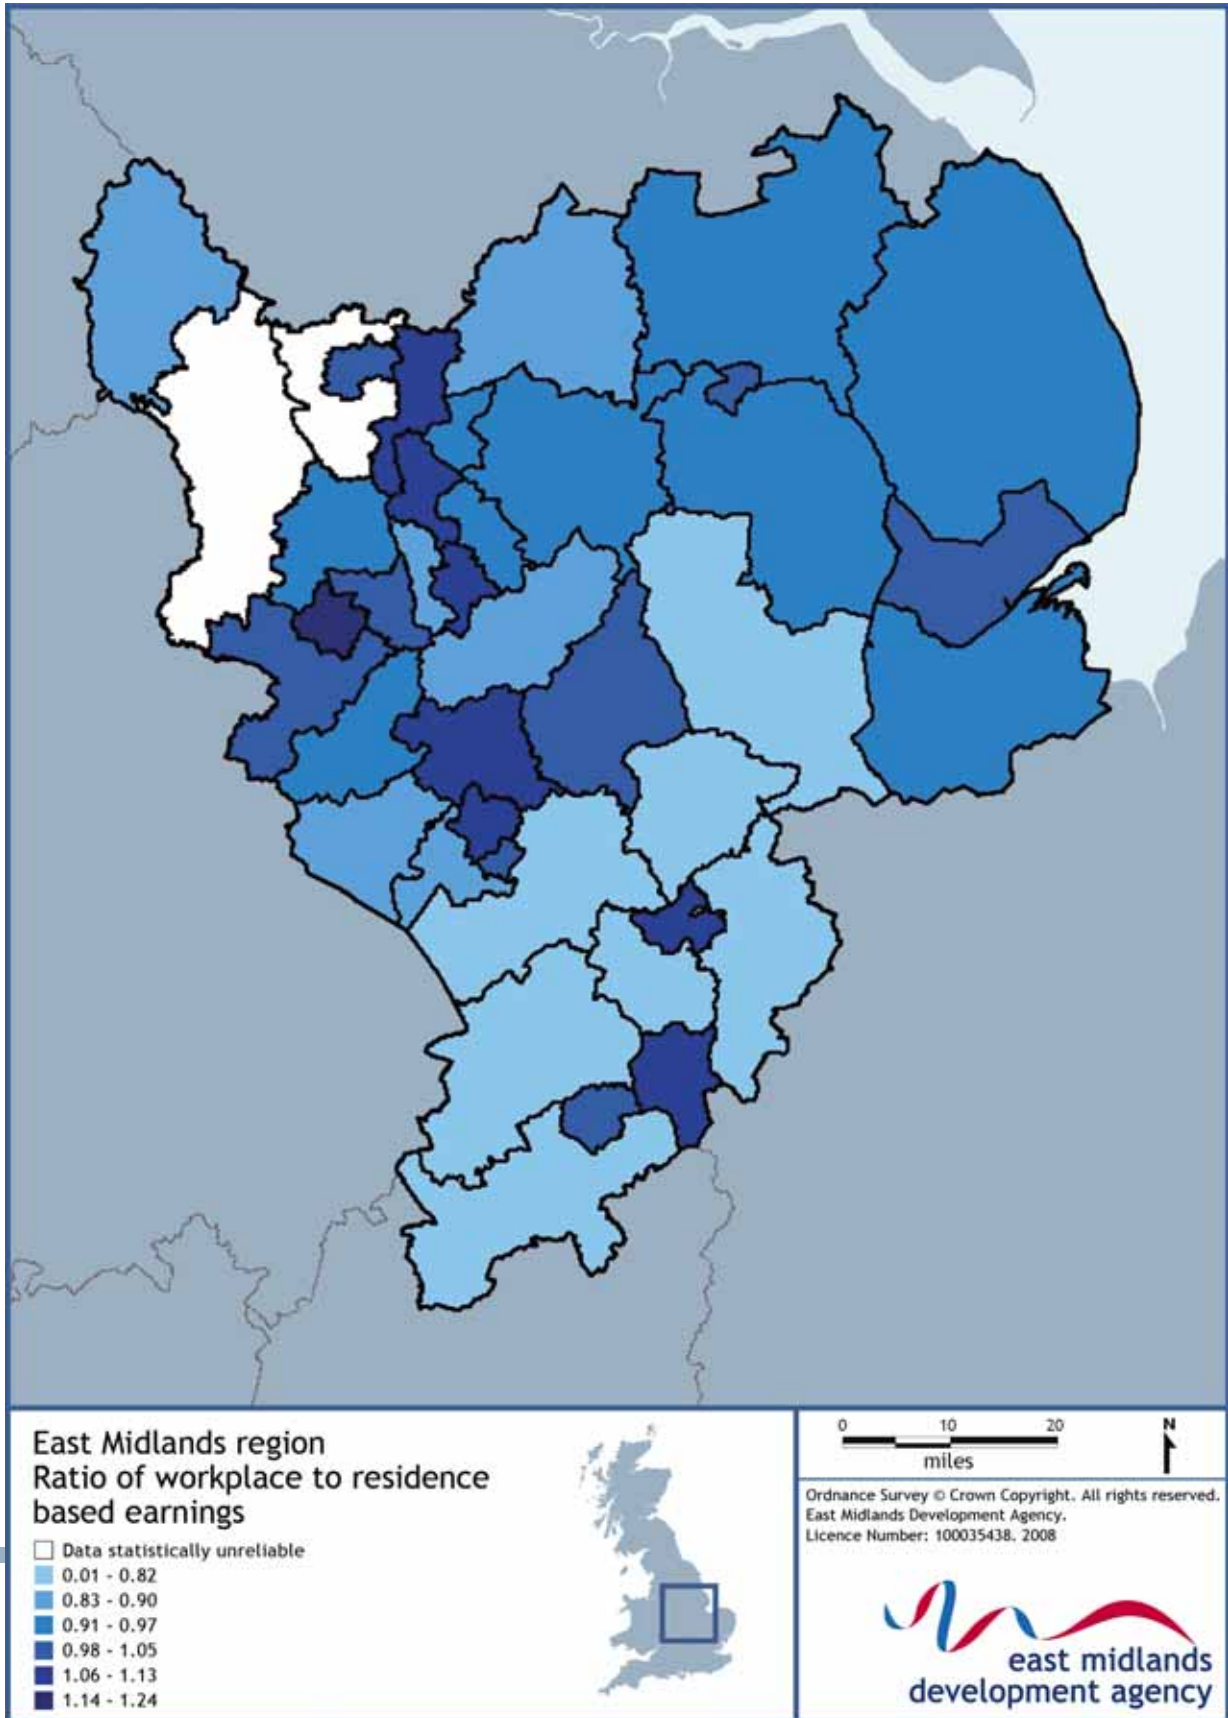 East Midlands region
Ratio of workplace to residence
based earnings
Data statistically unreliable
0.01 - 0.82
0.83 - 0.90
0.91 - 0.97
0.98 - 1.05
1.06 - 1.13
1.14 - 1.24
0 10 20
miles
N
Ordnance Survey © Crown Copyright. All rights reserved.
East Midlands Development Agency.
Licence Number: 100035438. 2008
east midlands
development agency